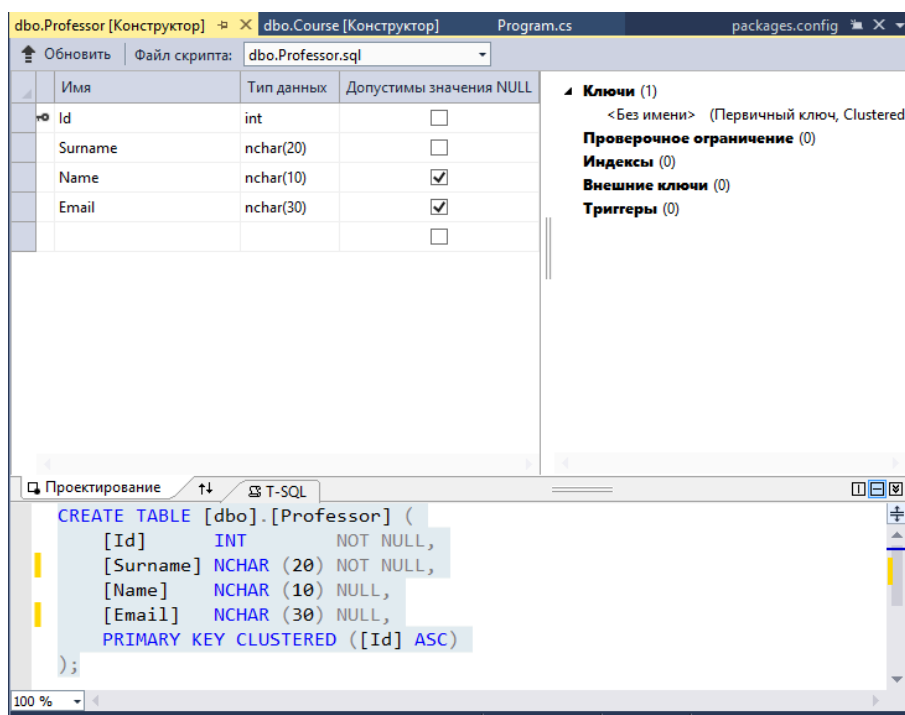 dbo.Professor [Конструктор] dbo.Course [Конструктор] Program.cs packages.config
Обновить Файл скрипта: dbo.Professor.sql
Имя Тип данных Допустимы значения NULL
Id int
Surname nchar(20)
Name nchar(10)
Email nchar(30)
Ключи (1)
<Без имени> (Первичный ключ, Clustered
Проверочное ограничение (0)
Индексы (0)
Внешние ключи (0)
Триггеры (0)
Проектирование T-SQL
CREATE TABLE [dbo].[Professor] (
[Id] INT NOT NULL,
[Surname] NCHAR (20) NOT NULL,
[Name] NCHAR (10) NULL,
[Email] NCHAR (30) NULL,
PRIMARY KEY CLUSTERED ([Id] ASC)
);
100 %